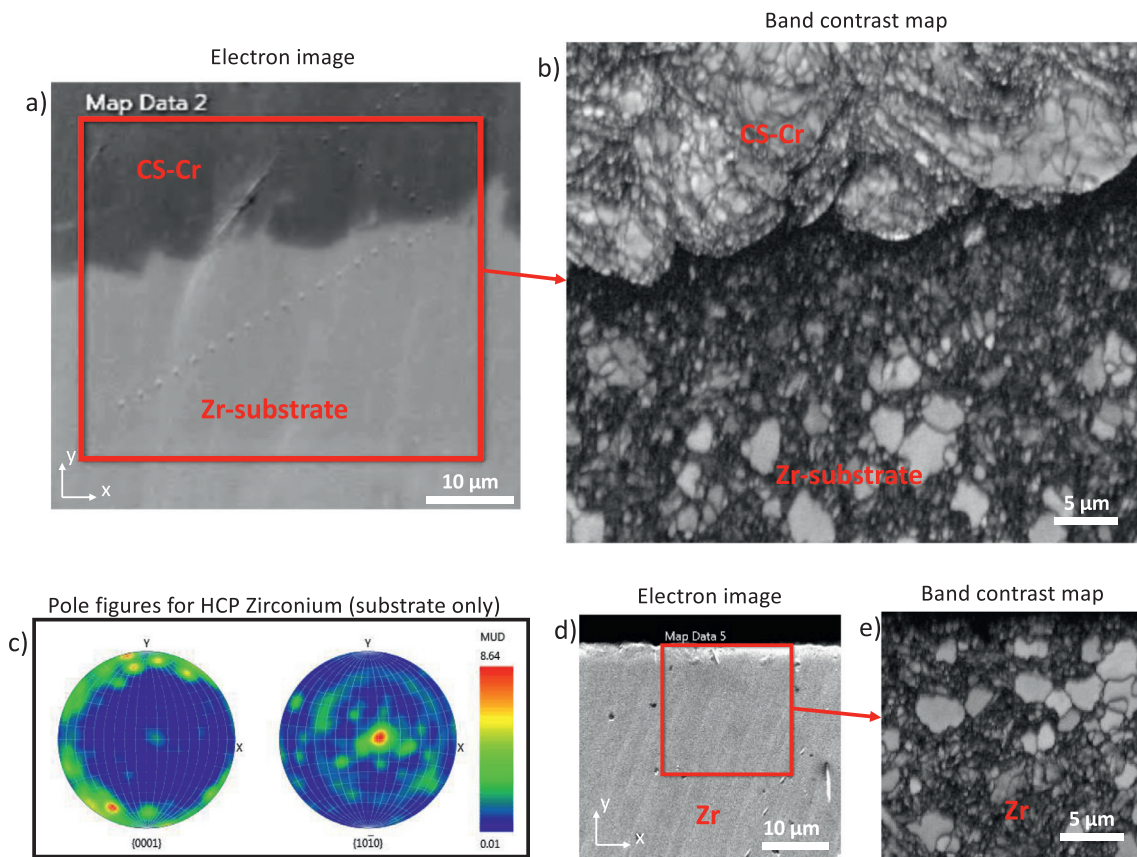 Electron image
a)
Map Data 2
CS-Cr
Zr-substrate
y
x
10 µm
Band contrast map
b)
CS-Cr
Zr-substrate
5 µm
Pole figures for HCP Zirconium (substrate only)
c)
Y
X
{0001}
Y
X
{101̄0}
MUD
8.64
0.01
Electron image
d)
Map Data 5
Zr
y
x
10 µm
Band contrast map
e)
Zr
5 µm